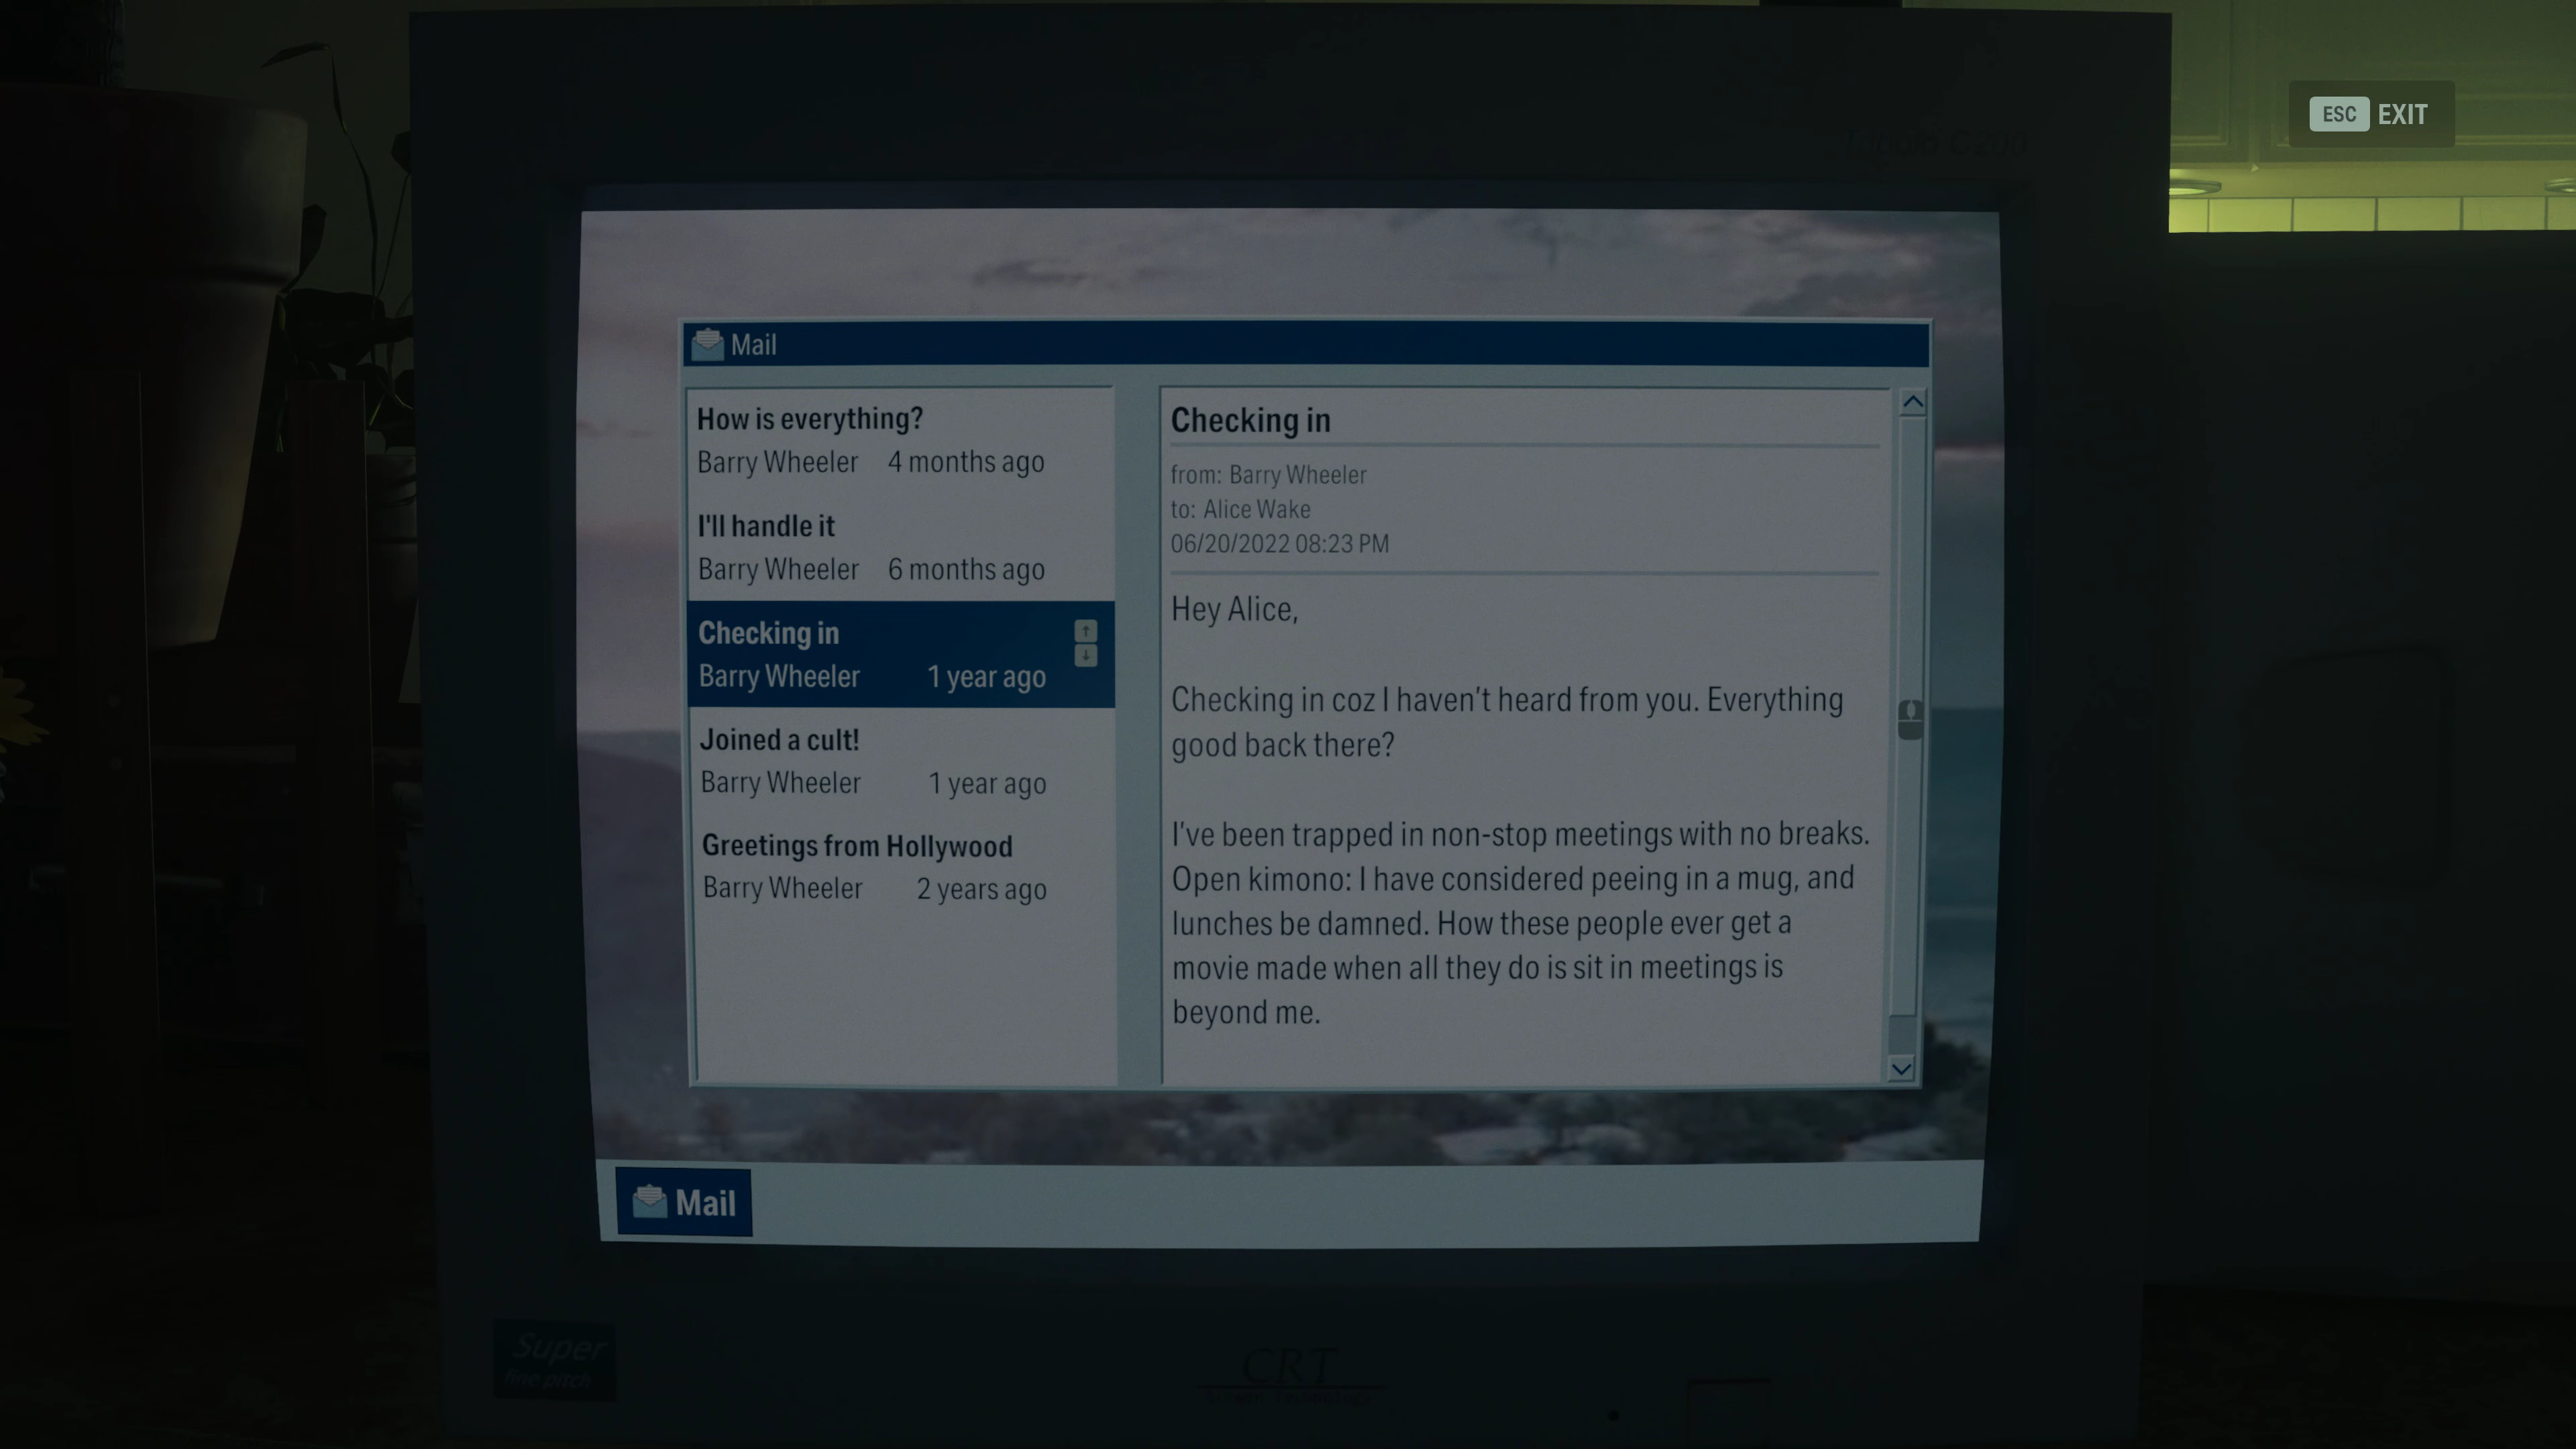 ESC EXIT
Mail
How is everything?
Barry Wheeler 4 months ago
I'll handle it
Barry Wheeler 6 months ago
Checking in
Barry Wheeler 1 year ago
Joined a cult!
Barry Wheeler 1 year ago
Greetings from Hollywood
Barry Wheeler 2 years ago
Checking in
from: Barry Wheeler
to: Alice Wake
06/20/2022 08:23 PM
Hey Alice,
Checking in coz I haven't heard from you. Everything
good back there?
I've been trapped in non-stop meetings with no breaks.
Open kimono: I have considered peeing in a mug, and
lunches be damned. How these people ever get a
movie made when all they do is sit in meetings is
beyond me.
Mail
Super
fine pitch
CRT